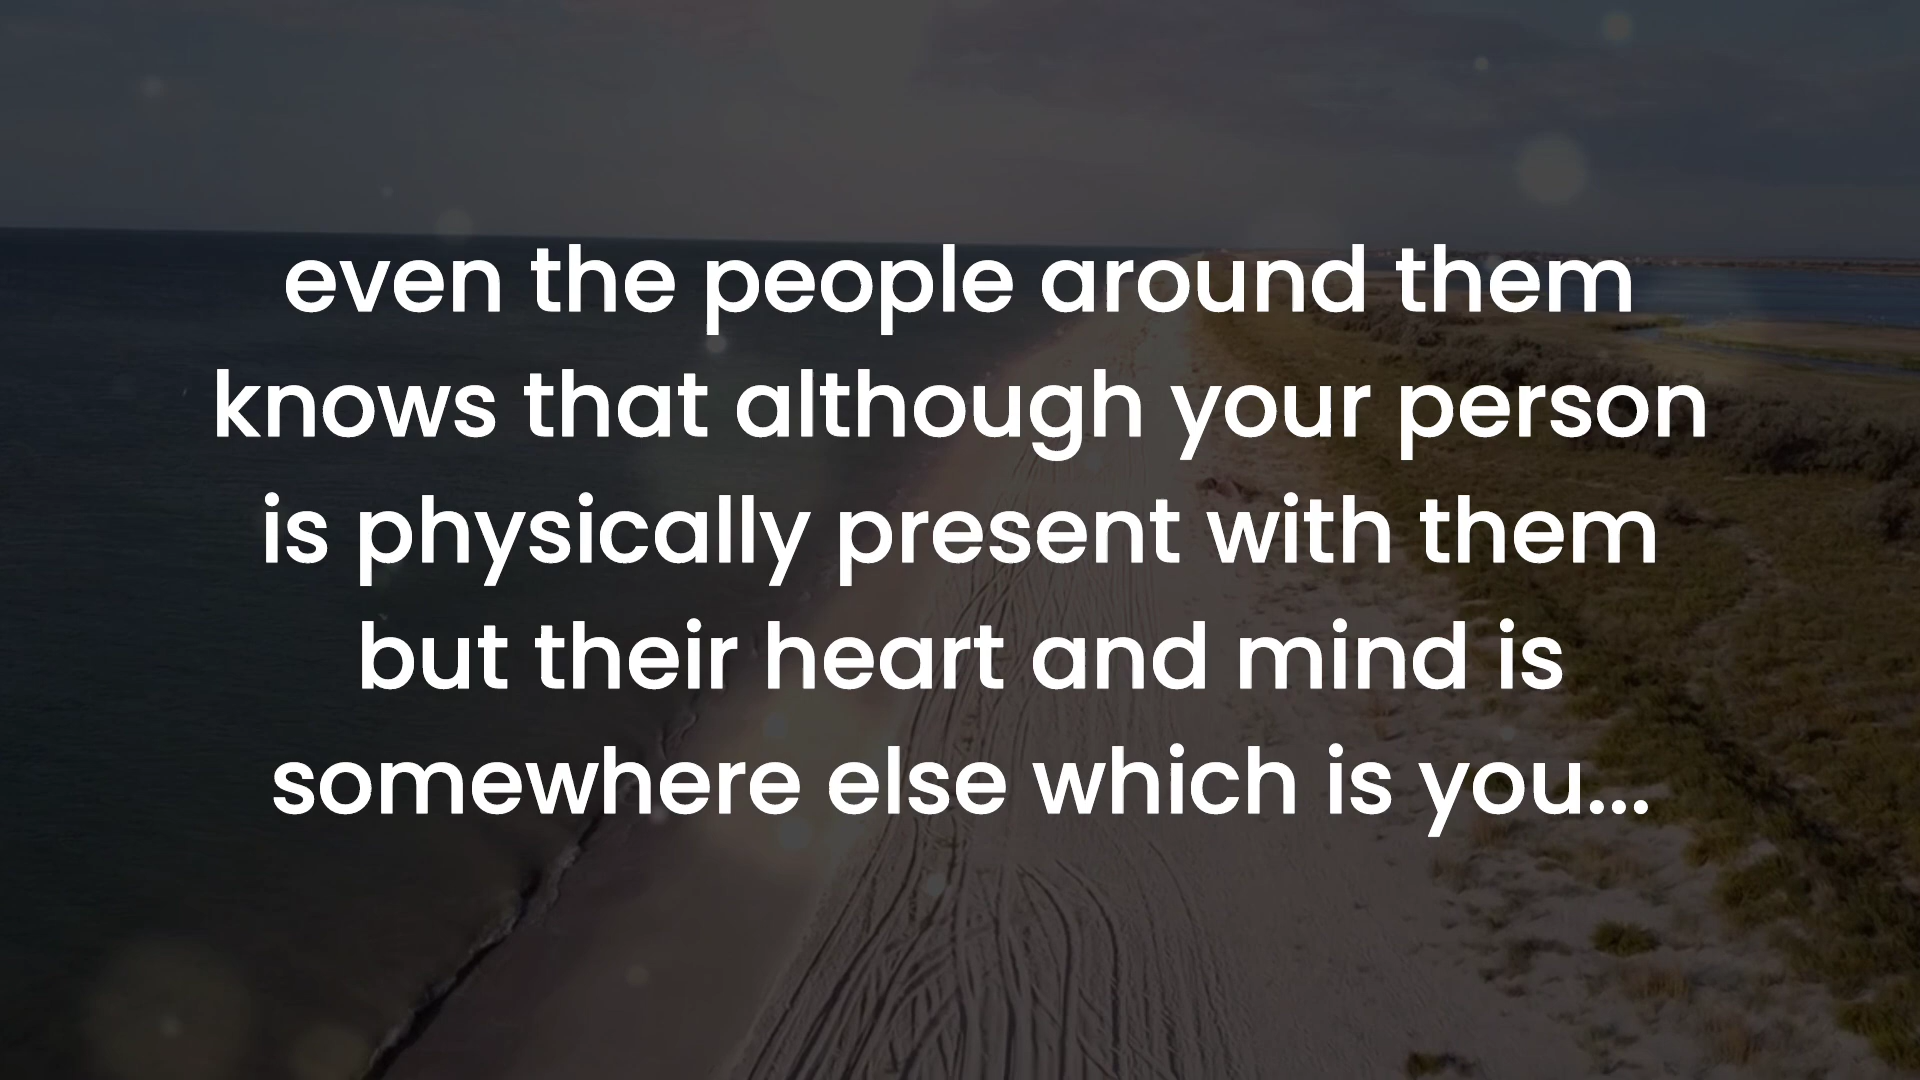 even the people around them
knows that although your person
is physically present with them
but their heart and mind is
somewhere else which is you...